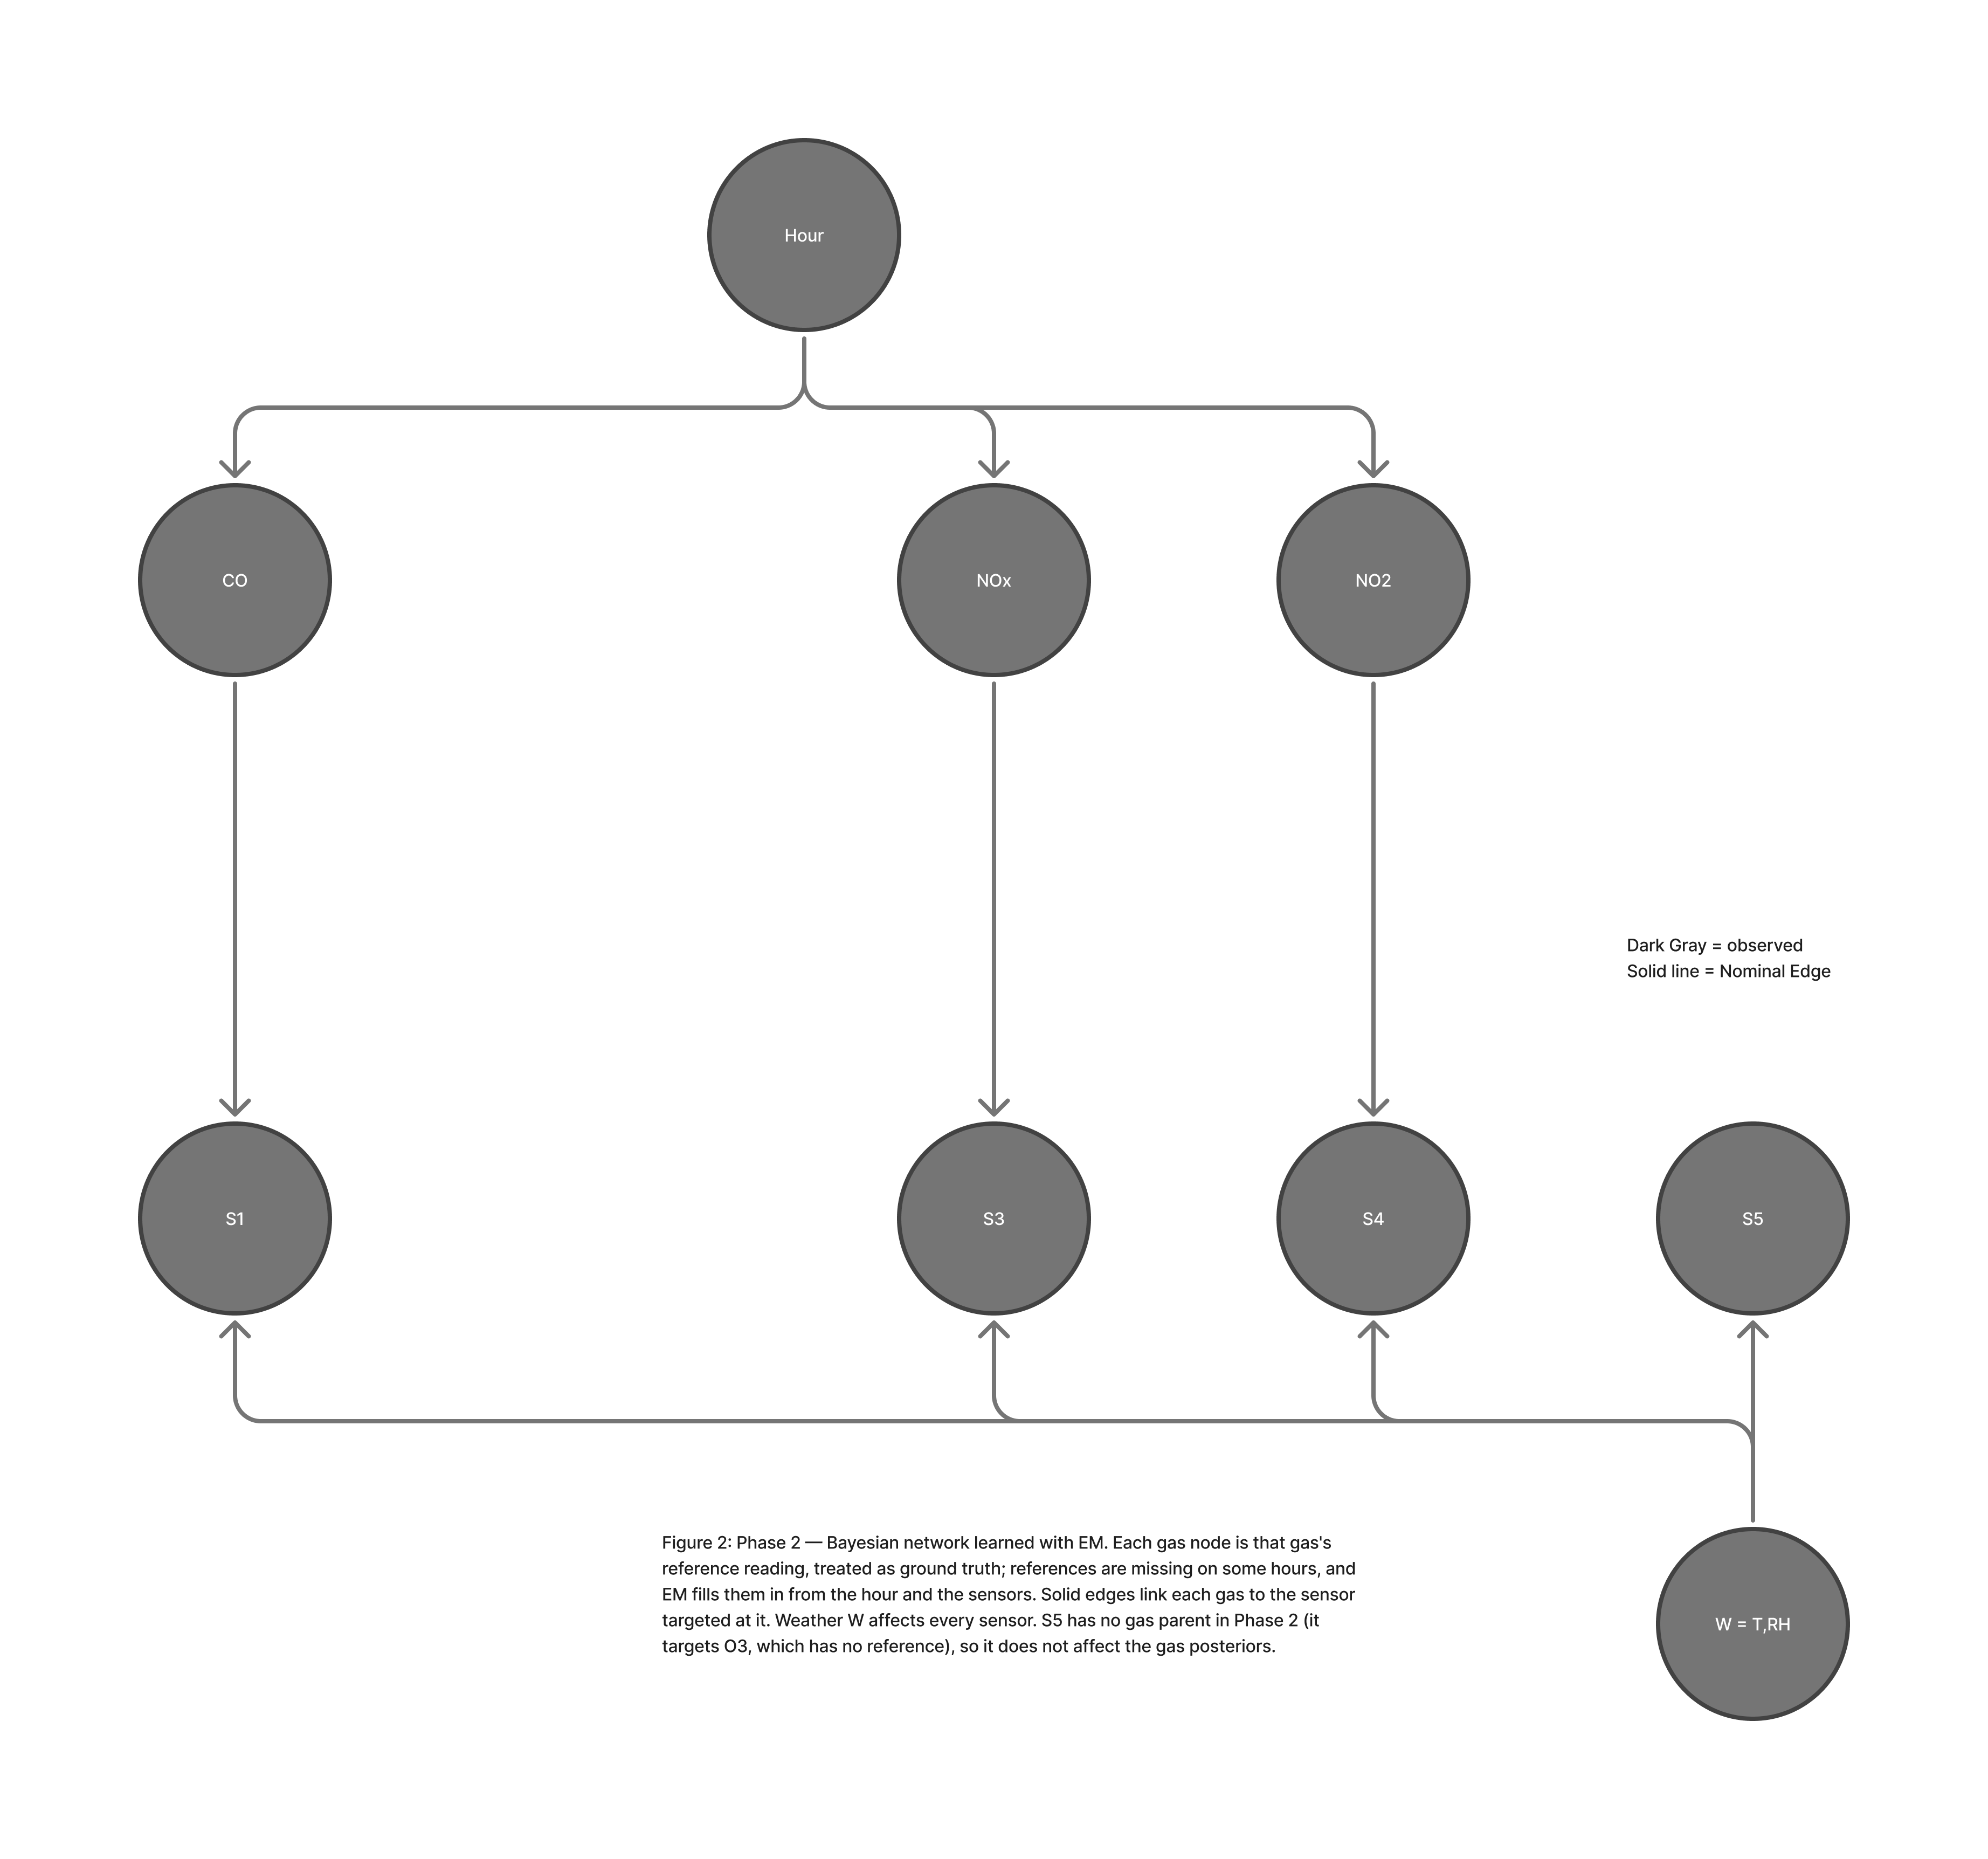 Hour
CO
NOx
NO2
Dark Gray = observed
Solid line = Nominal Edge
S1
S3
S4
S5
Figure 2: Phase 2 — Bayesian network learned with EM. Each gas node is that gas's
reference reading, treated as ground truth; references are missing on some hours, and
EM fills them in from the hour and the sensors. Solid edges link each gas to the sensor
targeted at it. Weather W affects every sensor. S5 has no gas parent in Phase 2 (it
targets O3, which has no reference), so it does not affect the gas posteriors.
W = T,RH